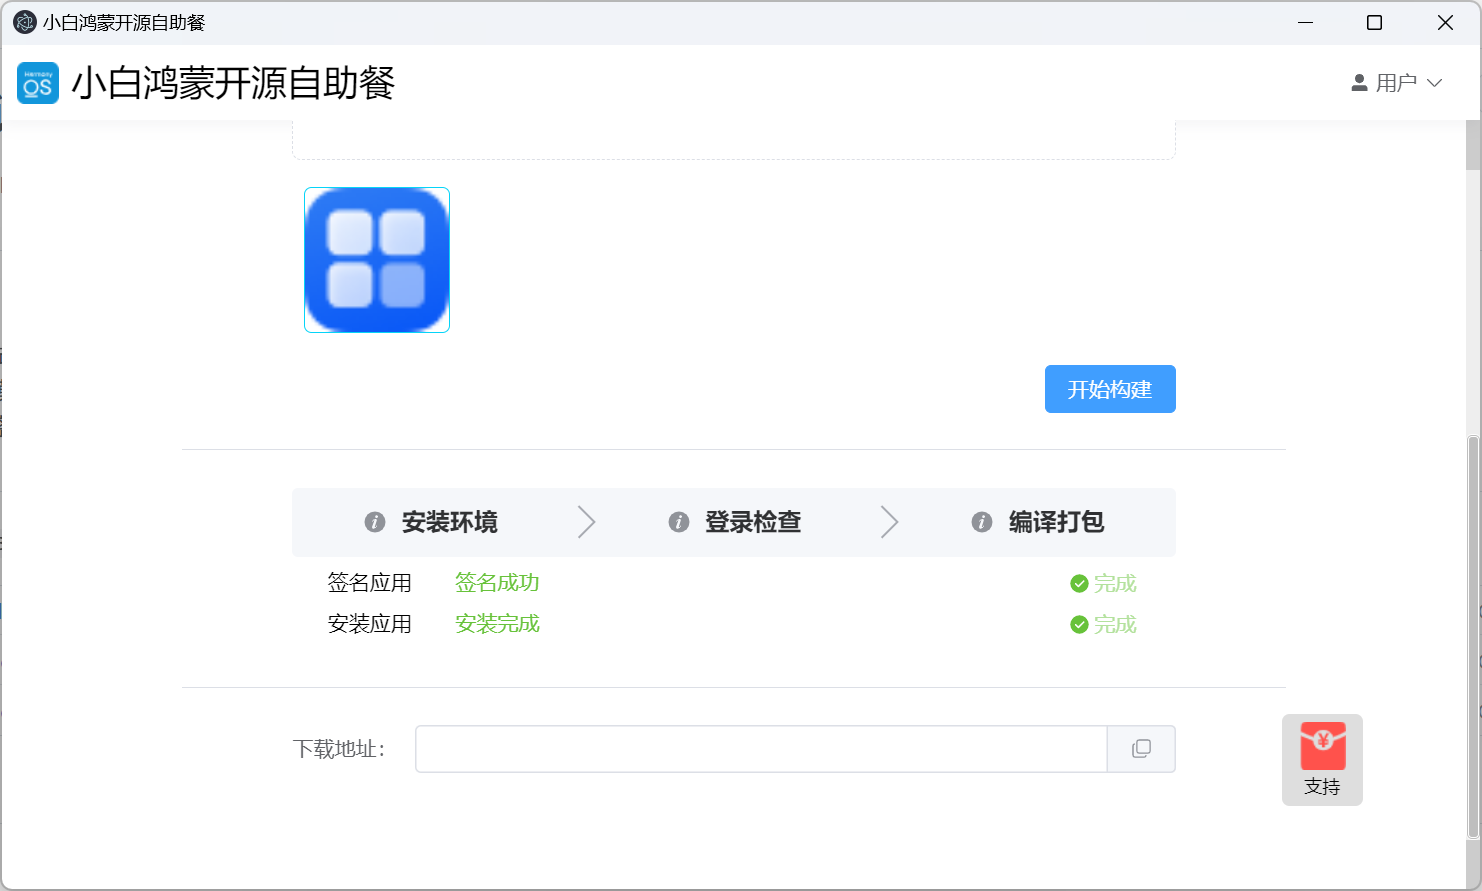 小白鸿蒙开源自助餐
Harmony
OS
小白鸿蒙开源自助餐
用户
开始构建
安装环境
登录检查
编译打包
签名应用 签名成功 完成
安装应用 安装完成 完成
下载地址：
支持